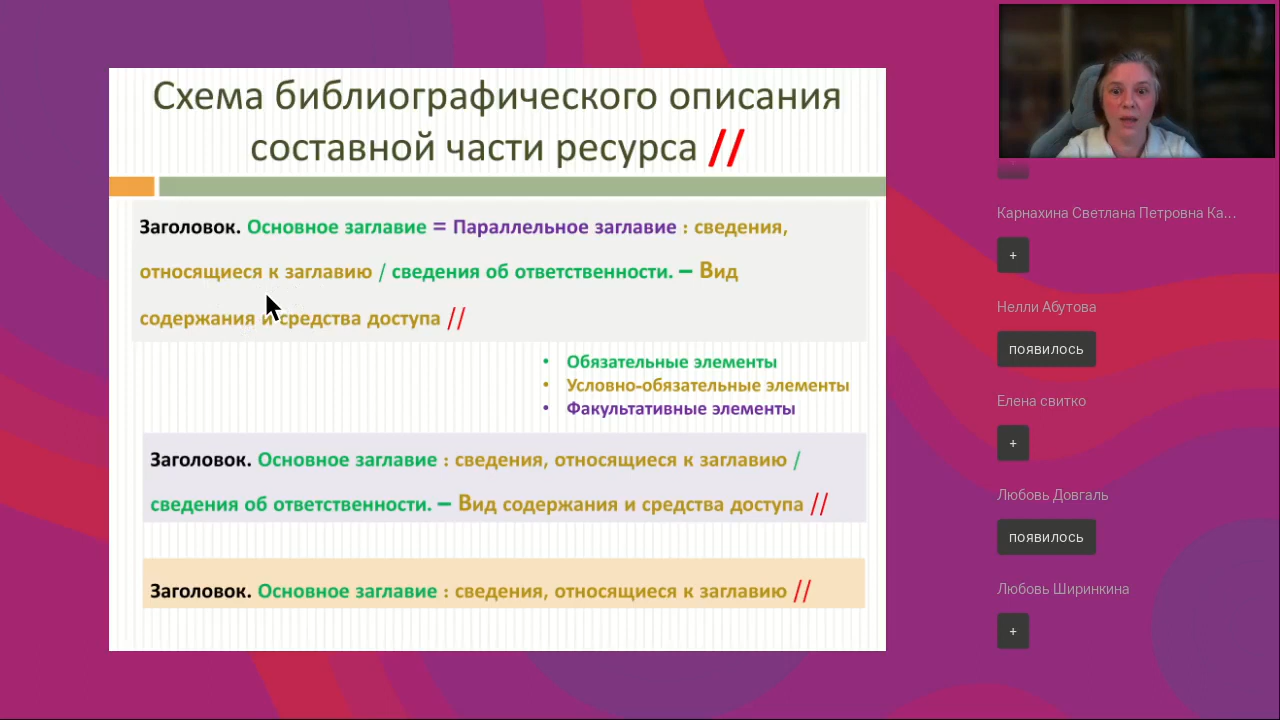 Схема библиографического описания
составной части ресурса //
Заголовок. Основное заглавие = Параллельное заглавие : сведения,
относящиеся к заглавию / сведения об ответственности. – Вид
содержания и средства доступа //
• Обязательные элементы
• Условно-обязательные элементы
• Факультативные элементы
Заголовок. Основное заглавие : сведения, относящиеся к заглавию /
сведения об ответственности. – Вид содержания и средства доступа //
Заголовок. Основное заглавие : сведения, относящиеся к заглавию //
Карнахина Светлана Петровна Ка...
+
Нелли Абутова
появилось
Елена свитко
+
Любовь Довгаль
появилось
Любовь Ширинкина
+